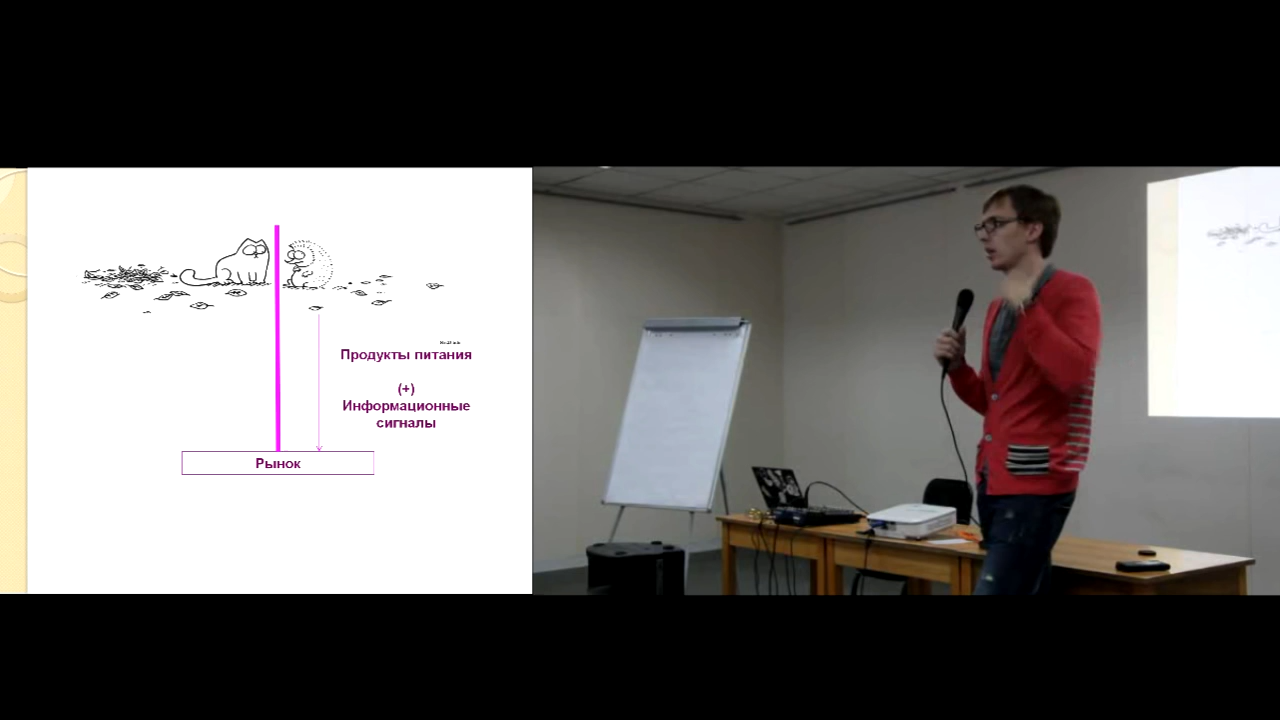 Продукты питания
(+)
Информационные
сигналы
Рынок